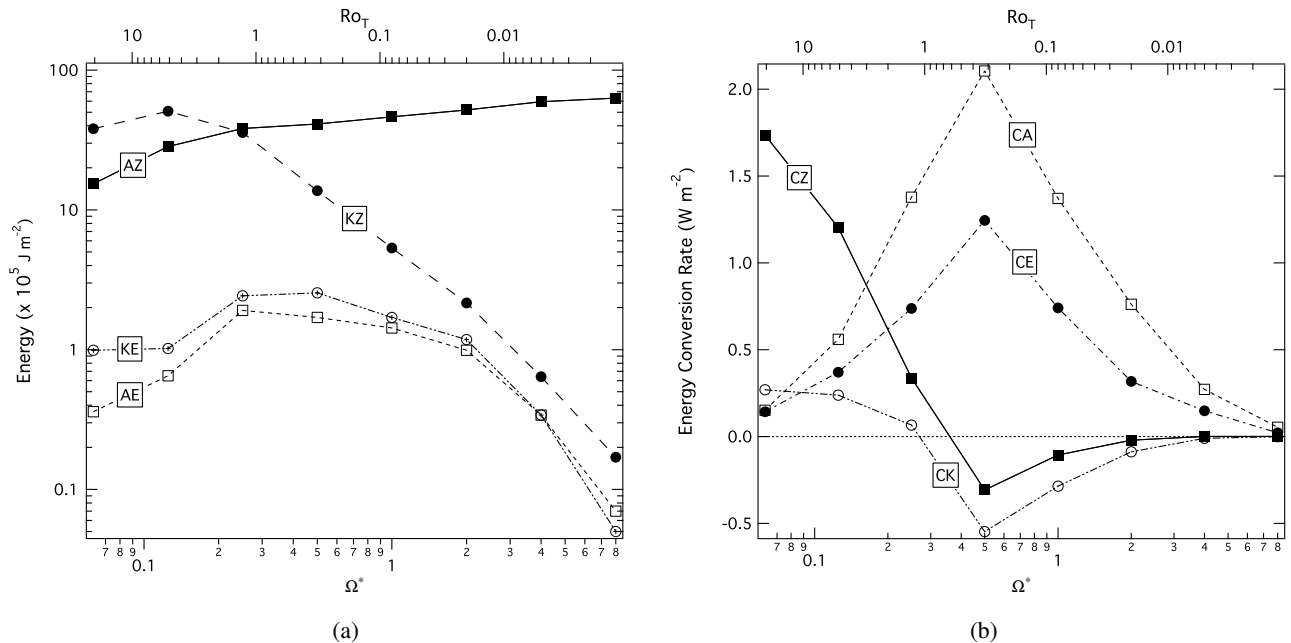 Ro_T
10 1 0.1 0.01
100
10
1
0.1
Energy (x 10^5 J m^-2)
AZ
KZ
KE
AE
7 8 9 0.1 2 3 4 5 6 7 8 9 1 2 3 4 5 6 7 8
Ω*
(a)
Ro_T
10 1 0.1 0.01
2.0
1.5
1.0
0.5
0.0
-0.5
Energy Conversion Rate (W m^-2)
CA
CZ
CE
CK
7 8 9 0.1 2 3 4 5 6 7 8 9 1 2 3 4 5 6 7 8
Ω*
(b)